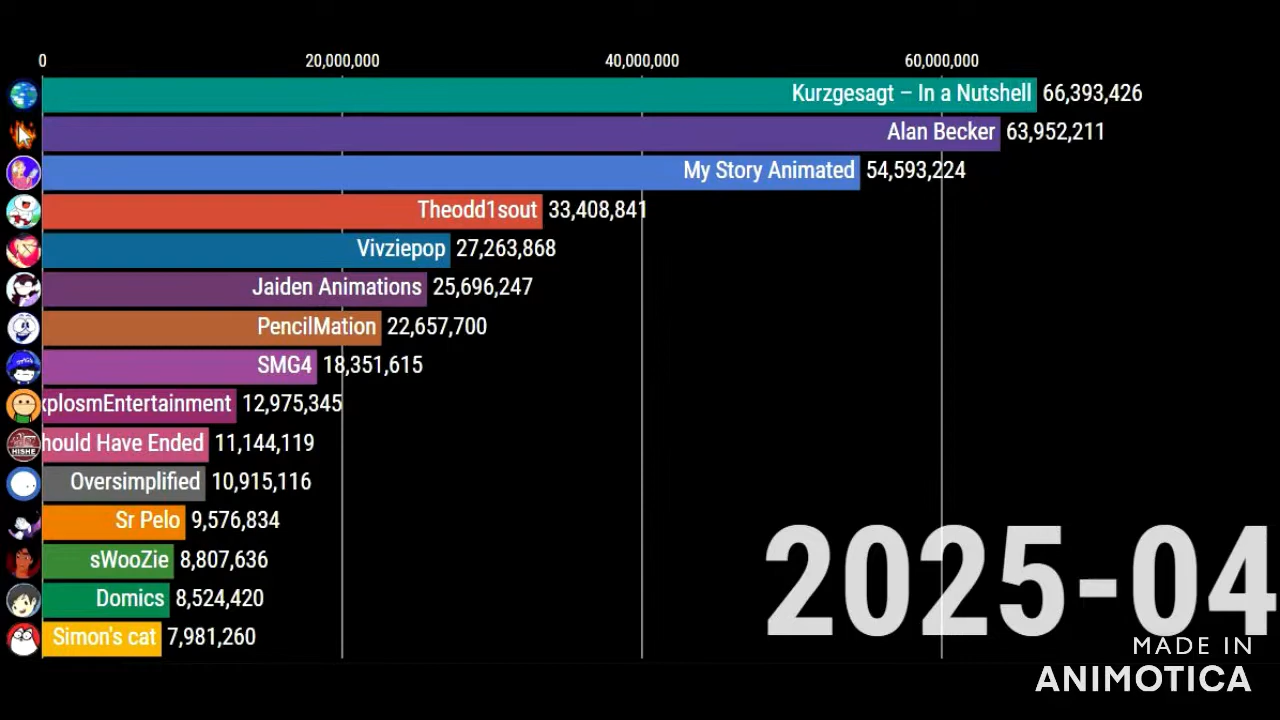 0 20,000,000 40,000,000 60,000,000
Kurzgesagt – In a Nutshell 66,393,426
Alan Becker 63,952,211
My Story Animated 54,593,224
Theodd1sout 33,408,841
Vivziepop 27,263,868
Jaiden Animations 25,696,247
PencilMation 22,657,700
SMG4 18,351,615
xplosmEntertainment 12,975,345
HISHE hould Have Ended 11,144,119
Oversimplified 10,915,116
Sr Pelo 9,576,834
sWooZie 8,807,636
Domics 8,524,420
Simon's cat 7,981,260
2025-04
MADE IN
ANIMOTICA